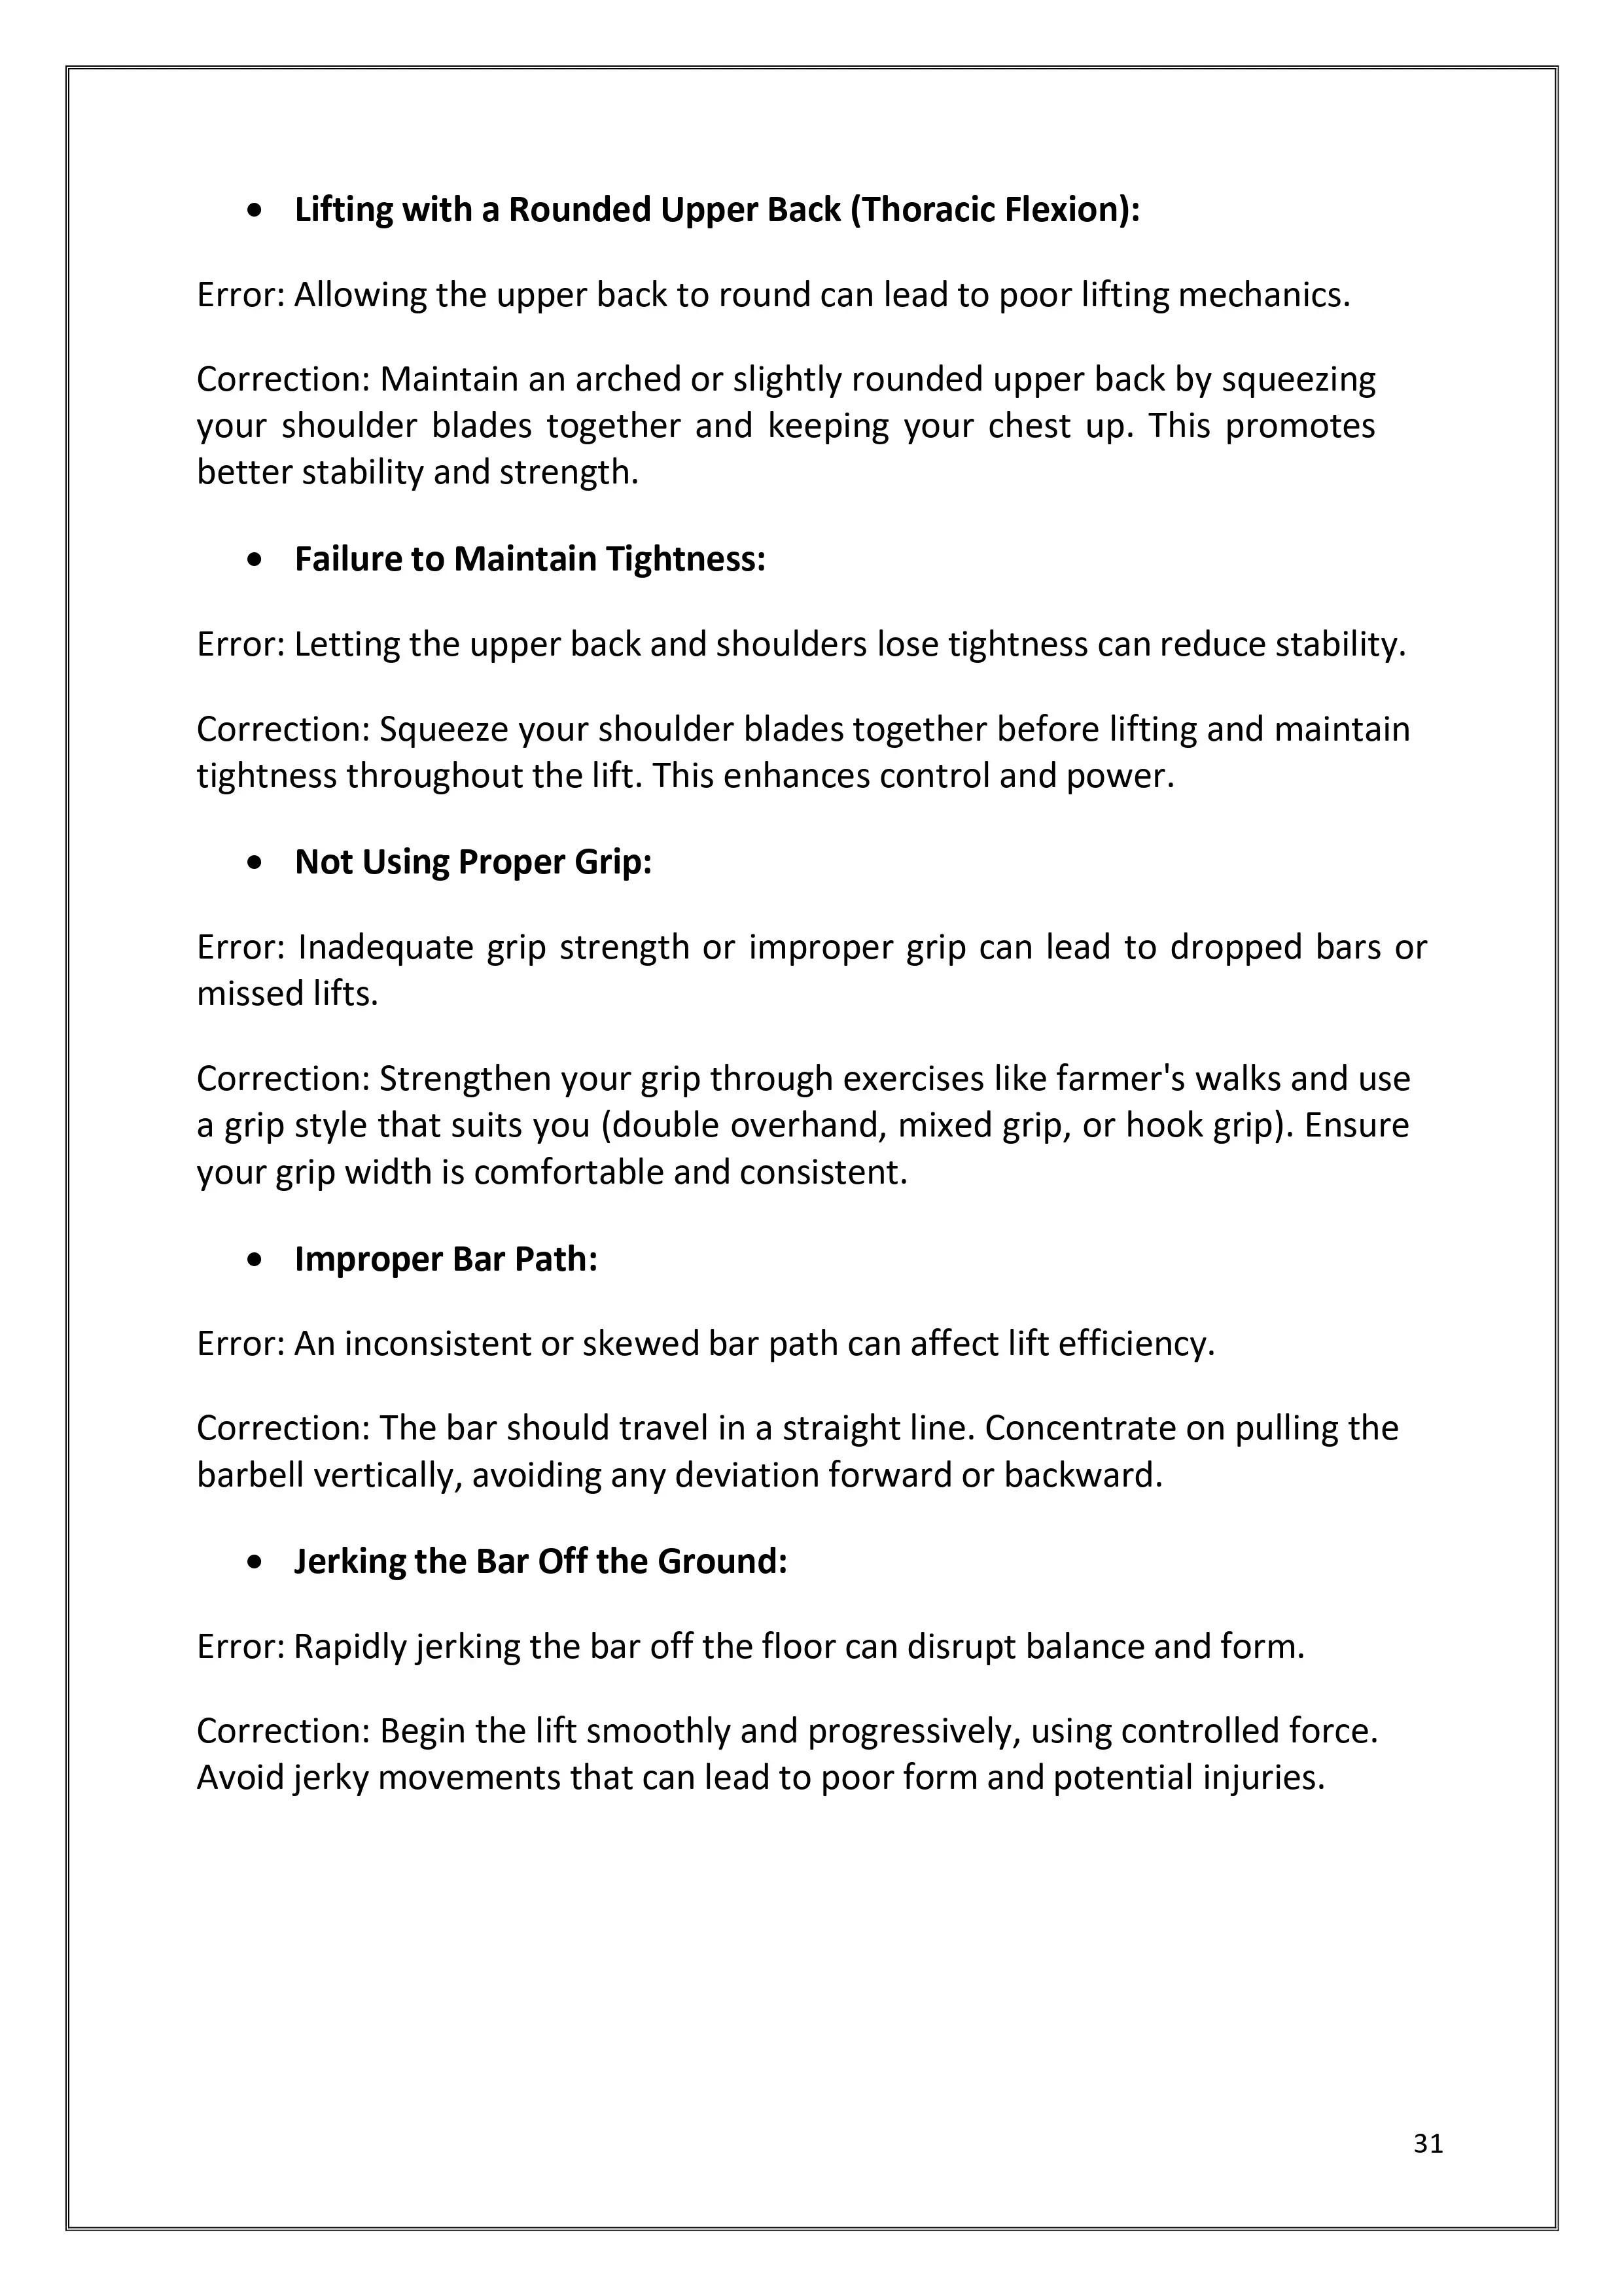 • Lifting with a Rounded Upper Back (Thoracic Flexion):
Error: Allowing the upper back to round can lead to poor lifting mechanics.
Correction: Maintain an arched or slightly rounded upper back by squeezing
your shoulder blades together and keeping your chest up. This promotes
better stability and strength.
• Failure to Maintain Tightness:
Error: Letting the upper back and shoulders lose tightness can reduce stability.
Correction: Squeeze your shoulder blades together before lifting and maintain
tightness throughout the lift. This enhances control and power.
• Not Using Proper Grip:
Error: Inadequate grip strength or improper grip can lead to dropped bars or
missed lifts.
Correction: Strengthen your grip through exercises like farmer's walks and use
a grip style that suits you (double overhand, mixed grip, or hook grip). Ensure
your grip width is comfortable and consistent.
• Improper Bar Path:
Error: An inconsistent or skewed bar path can affect lift efficiency.
Correction: The bar should travel in a straight line. Concentrate on pulling the
barbell vertically, avoiding any deviation forward or backward.
• Jerking the Bar Off the Ground:
Error: Rapidly jerking the bar off the floor can disrupt balance and form.
Correction: Begin the lift smoothly and progressively, using controlled force.
Avoid jerky movements that can lead to poor form and potential injuries.
31